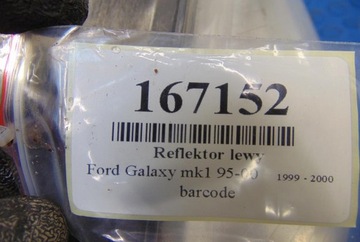 167152
Reflektor lewy
Ford Galaxy mk1 95-00 1999 - 2000
barcode